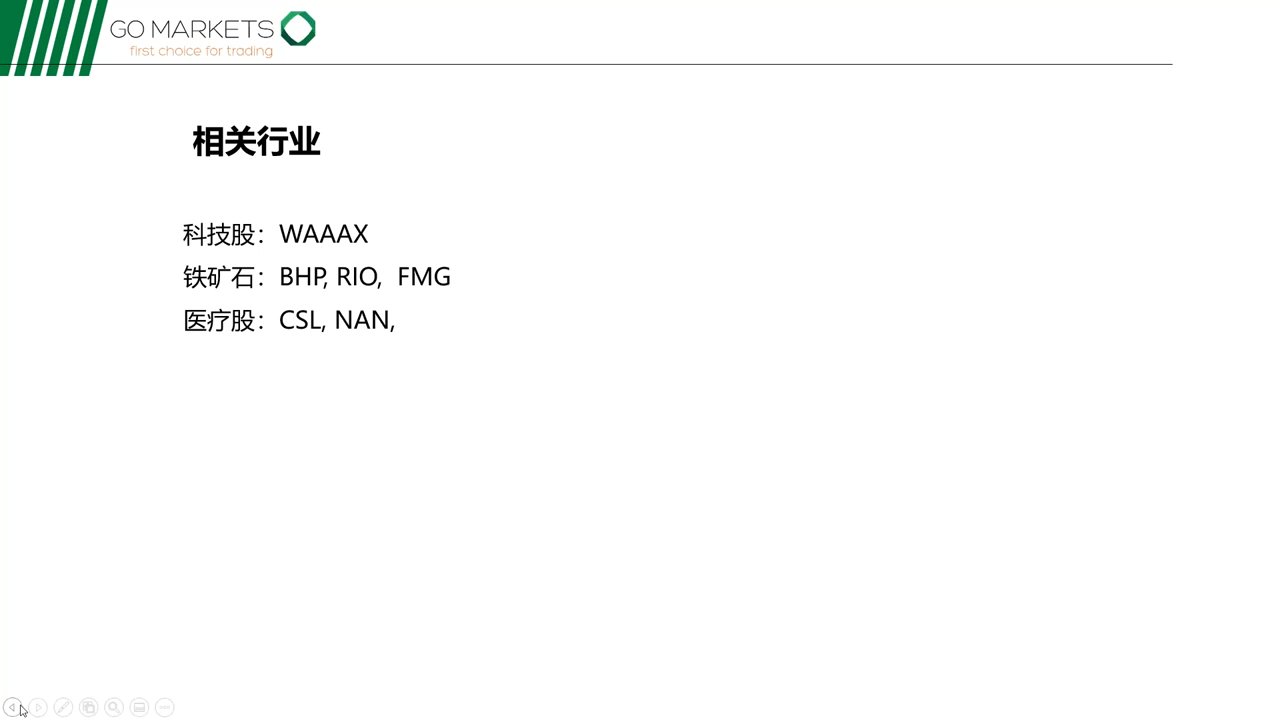 GO MARKETS
first choice for trading
相关行业
科技股：WAAAX
铁矿石：BHP, RIO,  FMG
医疗股：CSL, NAN,